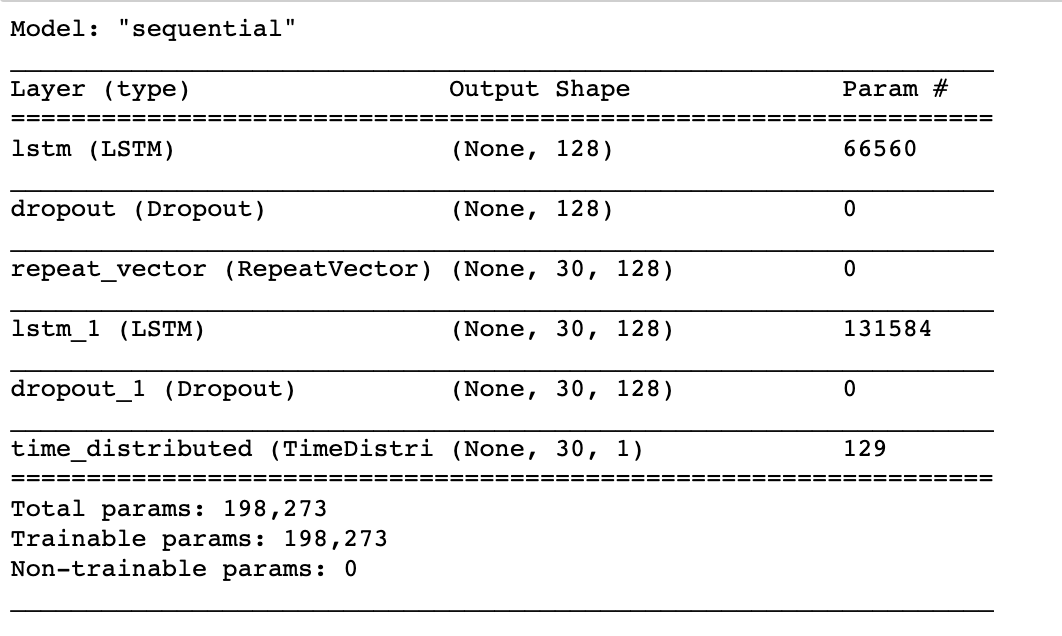 Model: "sequential"
Layer (type) Output Shape Param #
lstm (LSTM) (None, 128) 66560
dropout (Dropout) (None, 128) 0
repeat_vector (RepeatVector) (None, 30, 128) 0
lstm_1 (LSTM) (None, 30, 128) 131584
dropout_1 (Dropout) (None, 30, 128) 0
time_distributed (TimeDistri (None, 30, 1) 129
Total params: 198,273
Trainable params: 198,273
Non-trainable params: 0